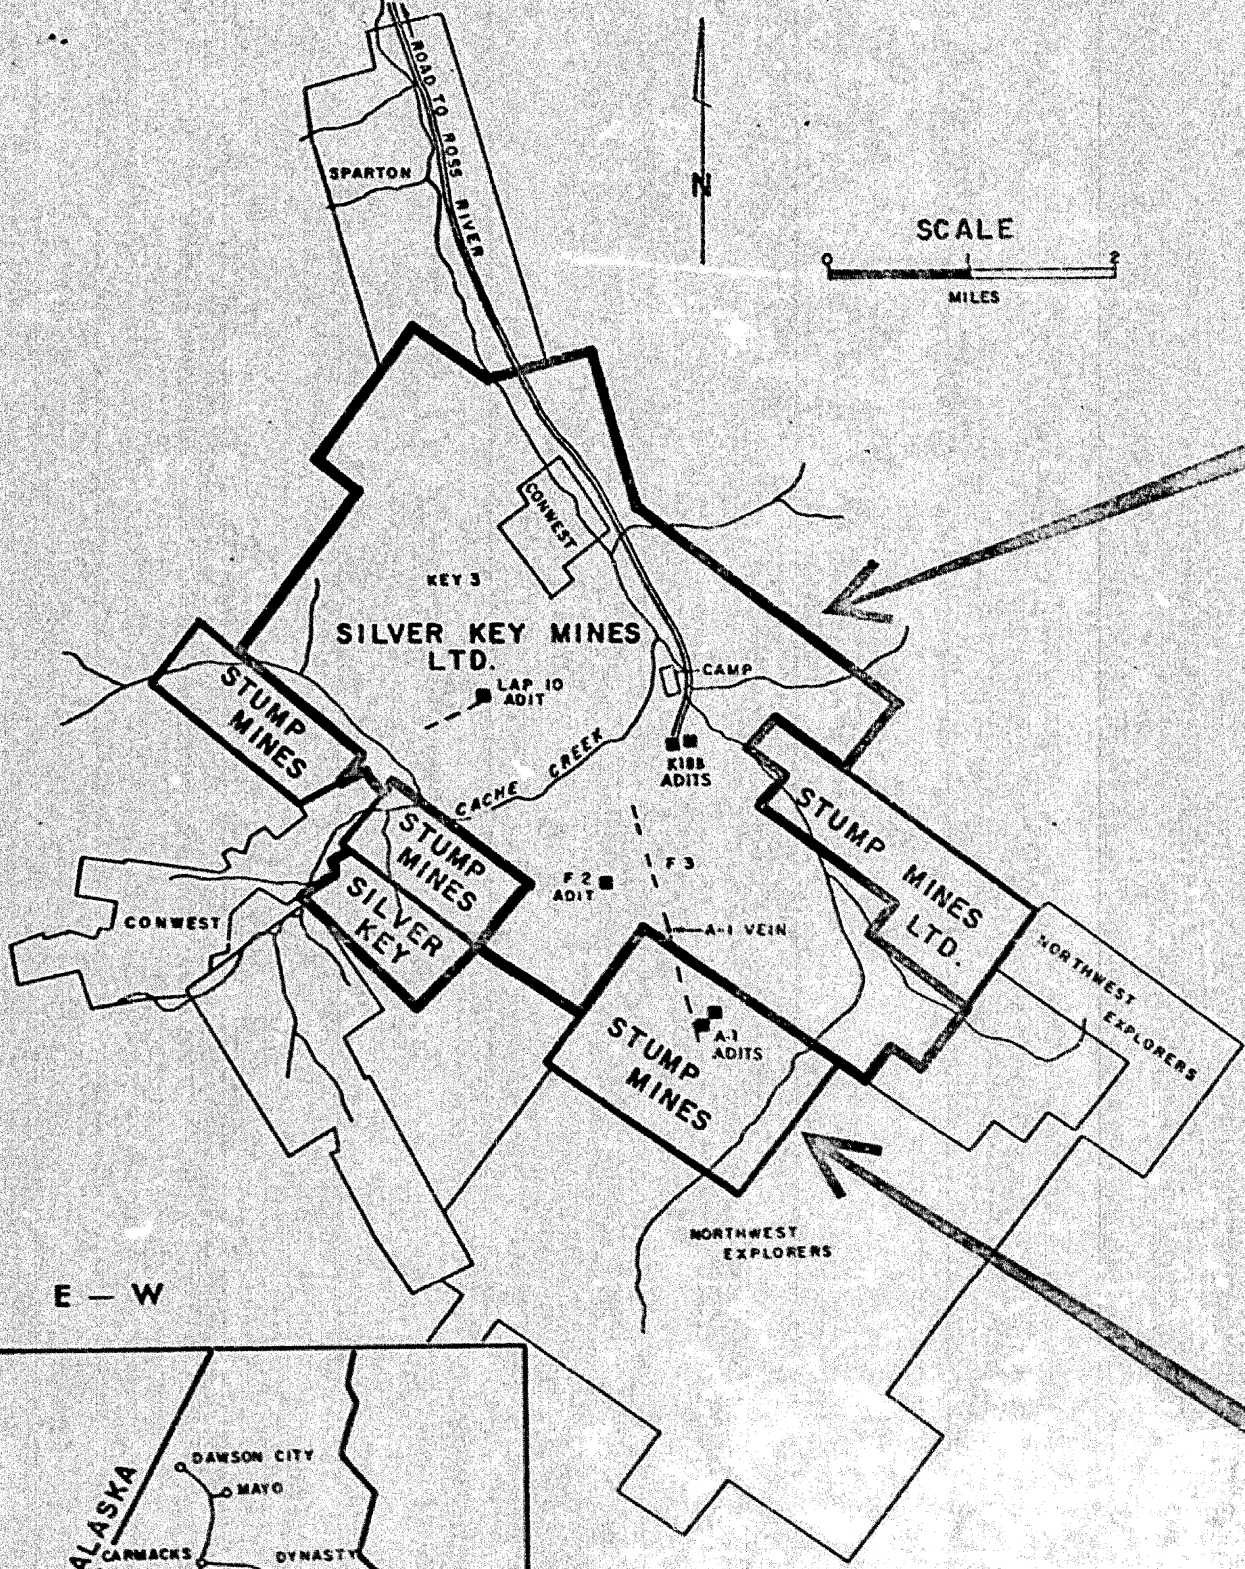 ROAD TO ROSS RIVER
SPARTON
N
SCALE
0 1 2
MILES
CONWEST
KEY 3
SILVER KEY MINES
LTD.
LAP 10
ADIT
CAMP
STUMP
MINES
CACHE CREEK
K18B
ADITS
STUMP
MINES
STUMP MINES
LTD.
F 3
F 2
ADIT
SILVER
KEY
CONWEST
A-1 VEIN
NORTHWEST
EXPLORERS
A-1
ADITS
STUMP
MINES
NORTHWEST
EXPLORERS
E — W
DAWSON CITY
MAYO
ALASKA
CARMACKS
DYNASTY